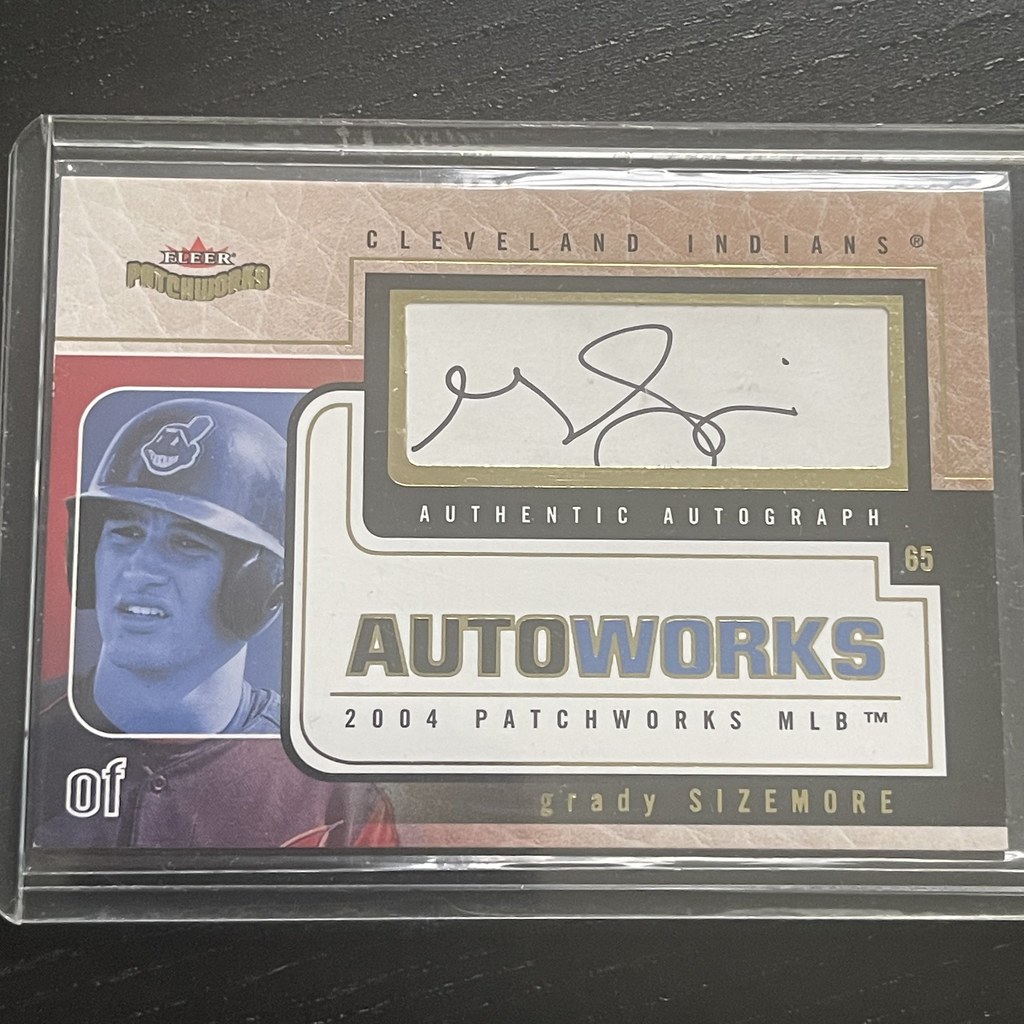 CLEVELAND INDIANS®
FLEER®
PATCHWORKS
AUTHENTIC AUTOGRAPH
65
AUTOWORKS
2004 PATCHWORKS MLB™
of
grady SIZEMORE